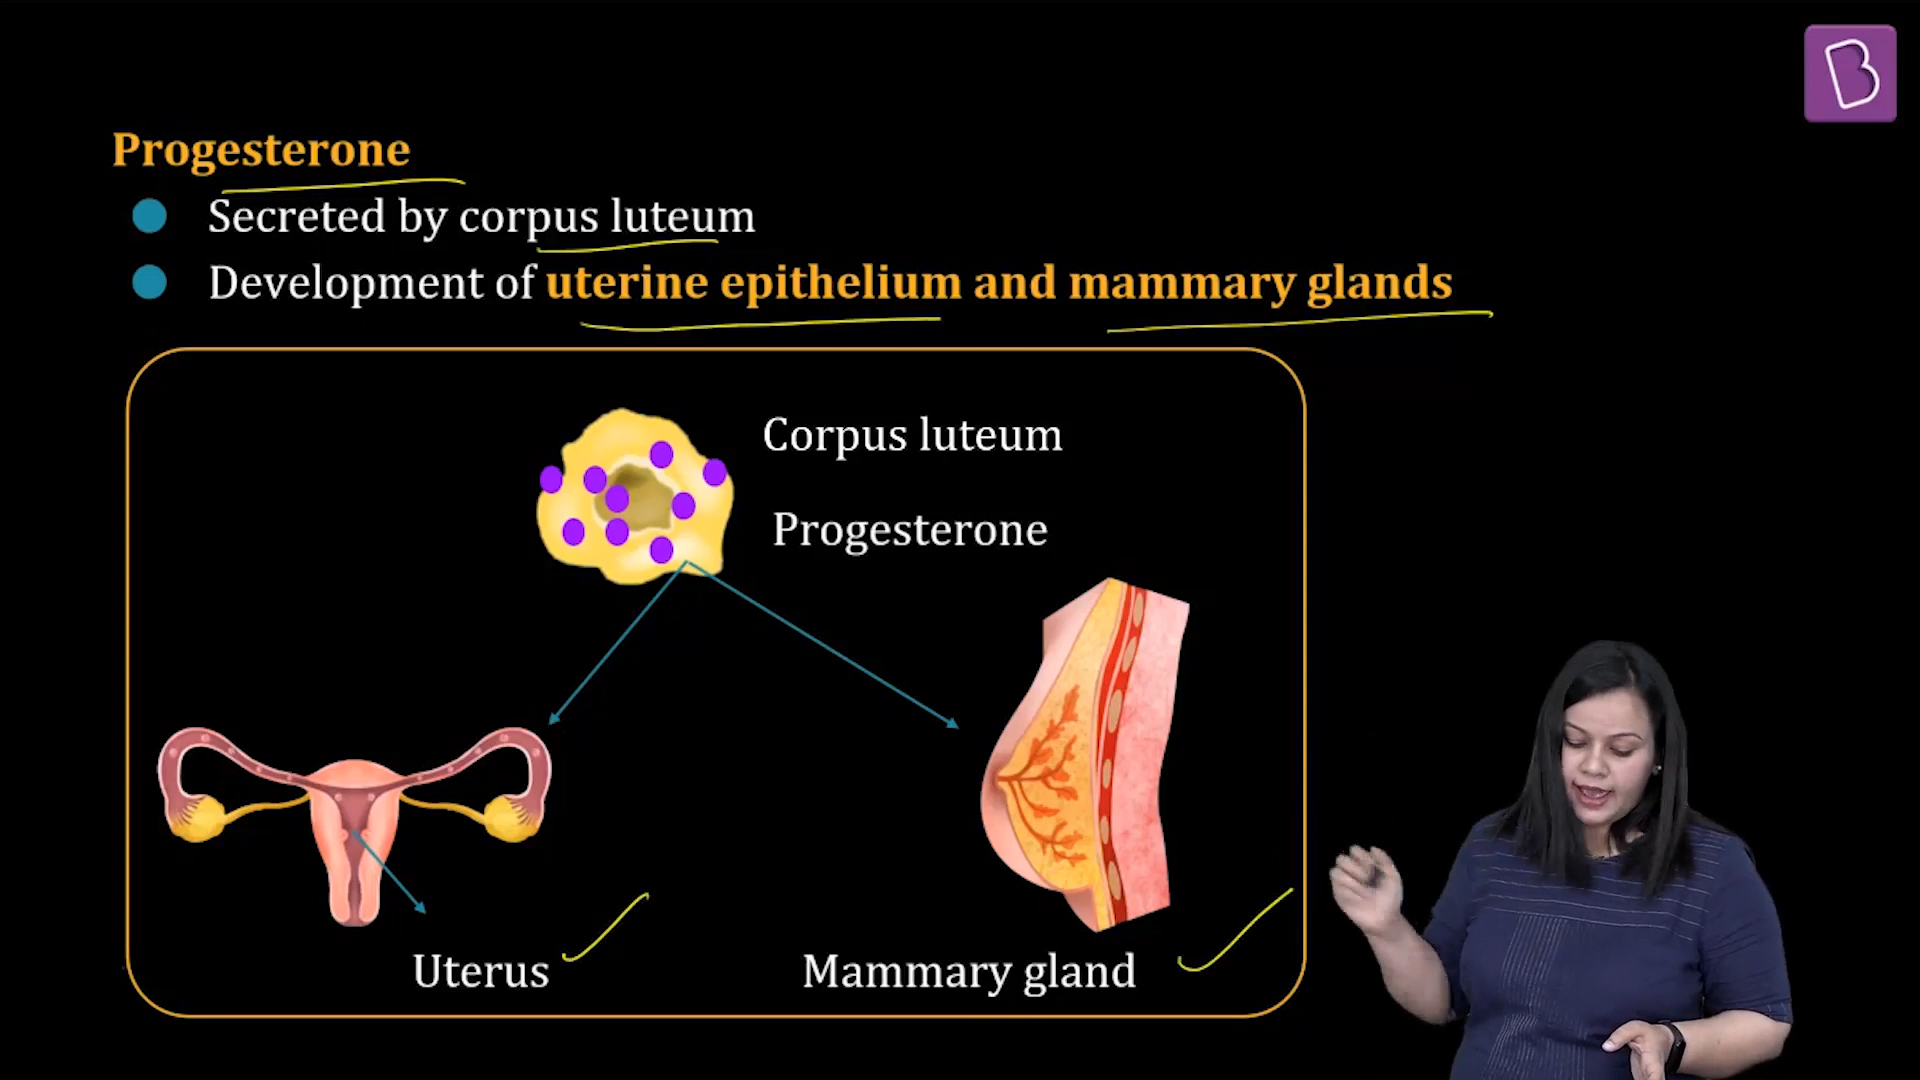 Progesterone
Secreted by corpus luteum
Development of uterine epithelium and mammary glands
Corpus luteum
Progesterone
Uterus
Mammary gland
B